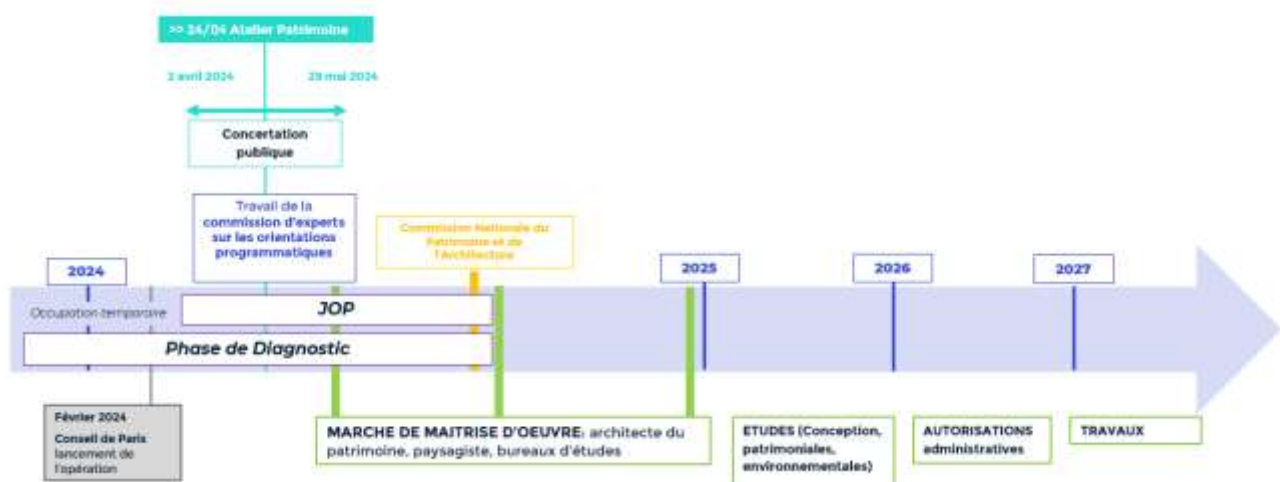 >> 24/04 Atelier Patrimoine
2 avril 2024
29 mai 2024
Concertation
publique
Travail de la
commission d'experts
sur les orientations
programmatiques
Commission Nationale du
Patrimoine et de
l'Architecture
2024
2025
2026
2027
Occupation temporaire
JOP
Phase de Diagnostic
Février 2024
Conseil de Paris
lancement de
l'opération
MARCHE DE MAITRISE D'OEUVRE: architecte du
patrimoine, paysagiste, bureaux d'études
ETUDES (Conception,
patrimoniales,
environnementales)
AUTORISATIONS
administratives
TRAVAUX